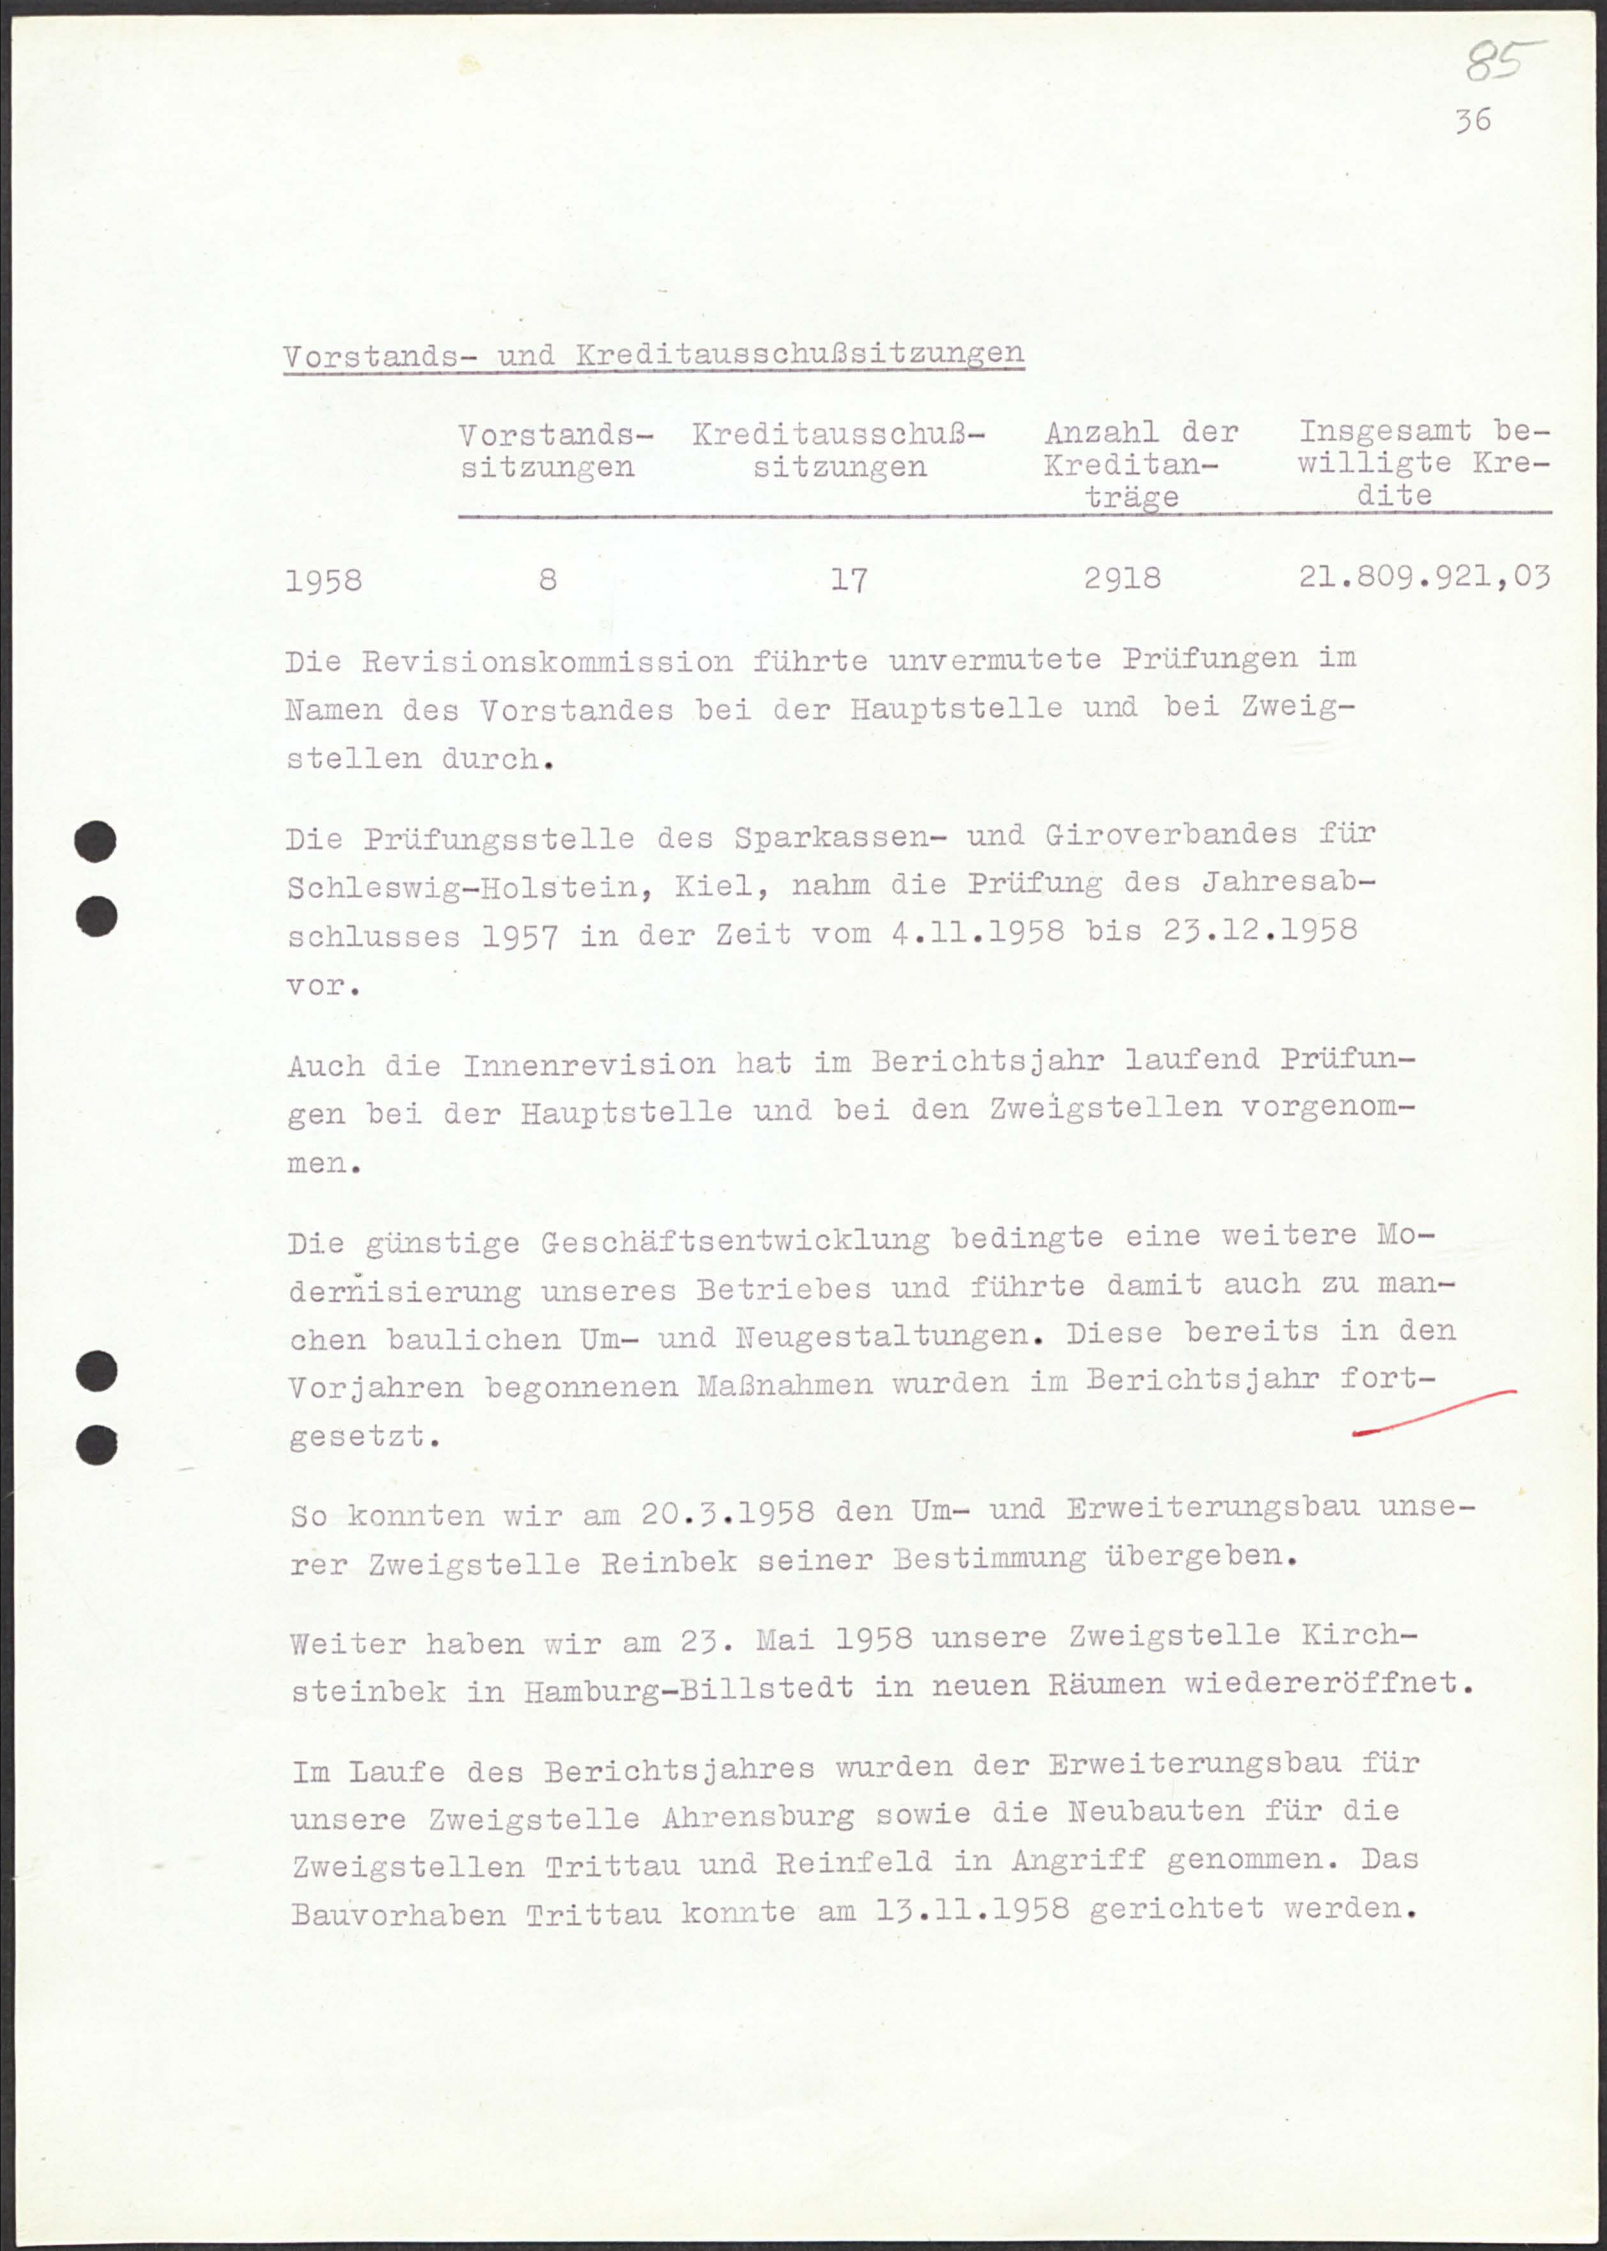 85
36
Vorstands- und Kreditausschußsitzungen
Vorstands- Kreditausschuß- Anzahl der Insgesamt be-
sitzungen sitzungen Kreditan- willigte Kre-
träge dite
1958 8 17 2918 21.809.921,03
Die Revisionskommission führte unvermutete Prüfungen im
Namen des Vorstandes bei der Hauptstelle und bei Zweig-
stellen durch.
Die Prüfungsstelle des Sparkassen- und Giroverbandes für
Schleswig-Holstein, Kiel, nahm die Prüfung des Jahresab-
schlusses 1957 in der Zeit vom 4.11.1958 bis 23.12.1958
vor.
Auch die Innenrevision hat im Berichtsjahr laufend Prüfun-
gen bei der Hauptstelle und bei den Zweigstellen vorgenom-
men.
Die günstige Geschäftsentwicklung bedingte eine weitere Mo-
dernisierung unseres Betriebes und führte damit auch zu man-
chen baulichen Um- und Neugestaltungen. Diese bereits in den
Vorjahren begonnenen Maßnahmen wurden im Berichtsjahr fort-
gesetzt.
So konnten wir am 20.3.1958 den Um- und Erweiterungsbau unse-
rer Zweigstelle Reinbek seiner Bestimmung übergeben.
Weiter haben wir am 23. Mai 1958 unsere Zweigstelle Kirch-
steinbek in Hamburg-Billstedt in neuen Räumen wiedereröffnet.
Im Laufe des Berichtsjahres wurden der Erweiterungsbau für
unsere Zweigstelle Ahrensburg sowie die Neubauten für die
Zweigstellen Trittau und Reinfeld in Angriff genommen. Das
Bauvorhaben Trittau konnte am 13.11.1958 gerichtet werden.